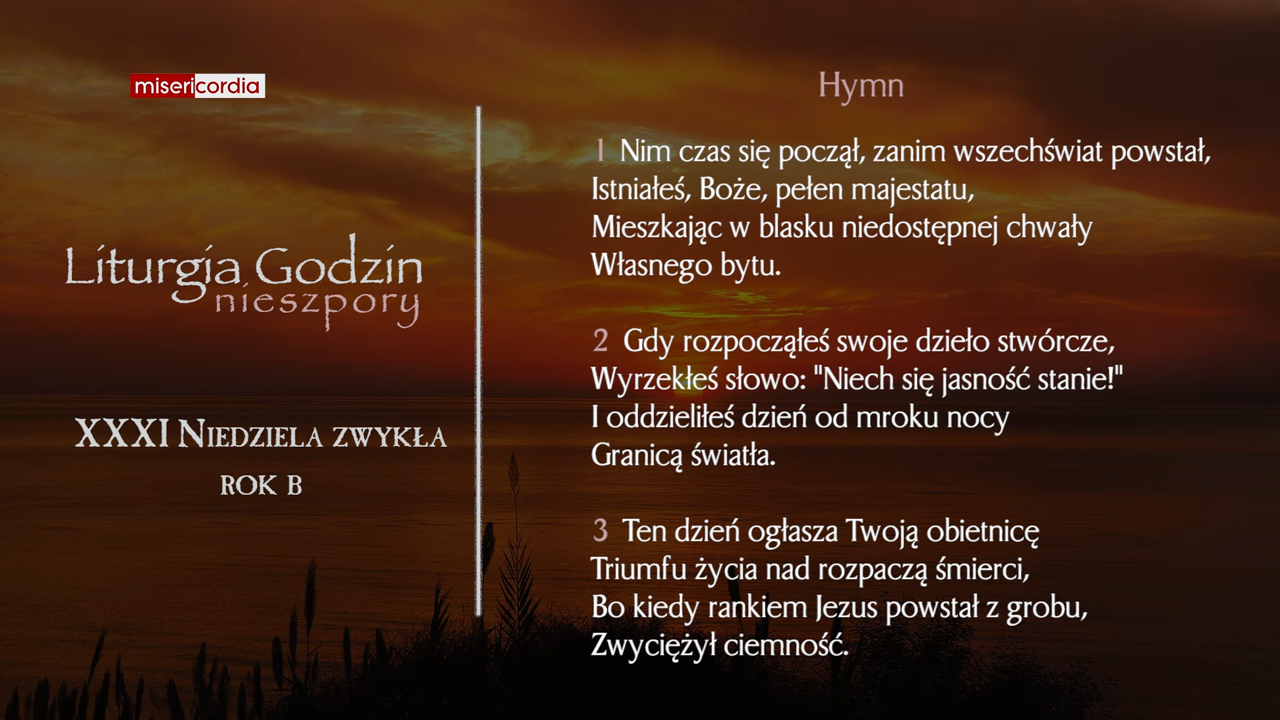 misericordia
Liturgia Godzin
nieszpory
XXXI Niedziela zwykła
rok B
Hymn
1 Nim czas się począł, zanim wszechświat powstał,
Istniałeś, Boże, pełen majestatu,
Mieszkając w blasku niedostępnej chwały
Własnego bytu.
2 Gdy rozpocząłeś swoje dzieło stwórcze,
Wyrzekłeś słowo: "Niech się jasność stanie!"
I oddzieliłeś dzień od mroku nocy
Granicą światła.
3 Ten dzień ogłasza Twoją obietnicę
Triumfu życia nad rozpaczą śmierci,
Bo kiedy rankiem Jezus powstał z grobu,
Zwyciężył ciemność.